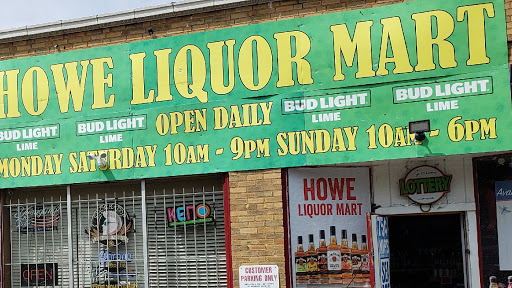 HOWE LIQUOR MART
BUD LIGHT LIME
BUD LIGHT LIME
BUD LIGHT LIME
BUD LIGHT LIME
OPEN DAILY
MONDAY SATURDAY 10AM - 9PM SUNDAY 10AM - 6PM
KENO
OPEN
HOWE
LIQUOR MART
LOTTERY
CUSTOMER
PARKING ONLY